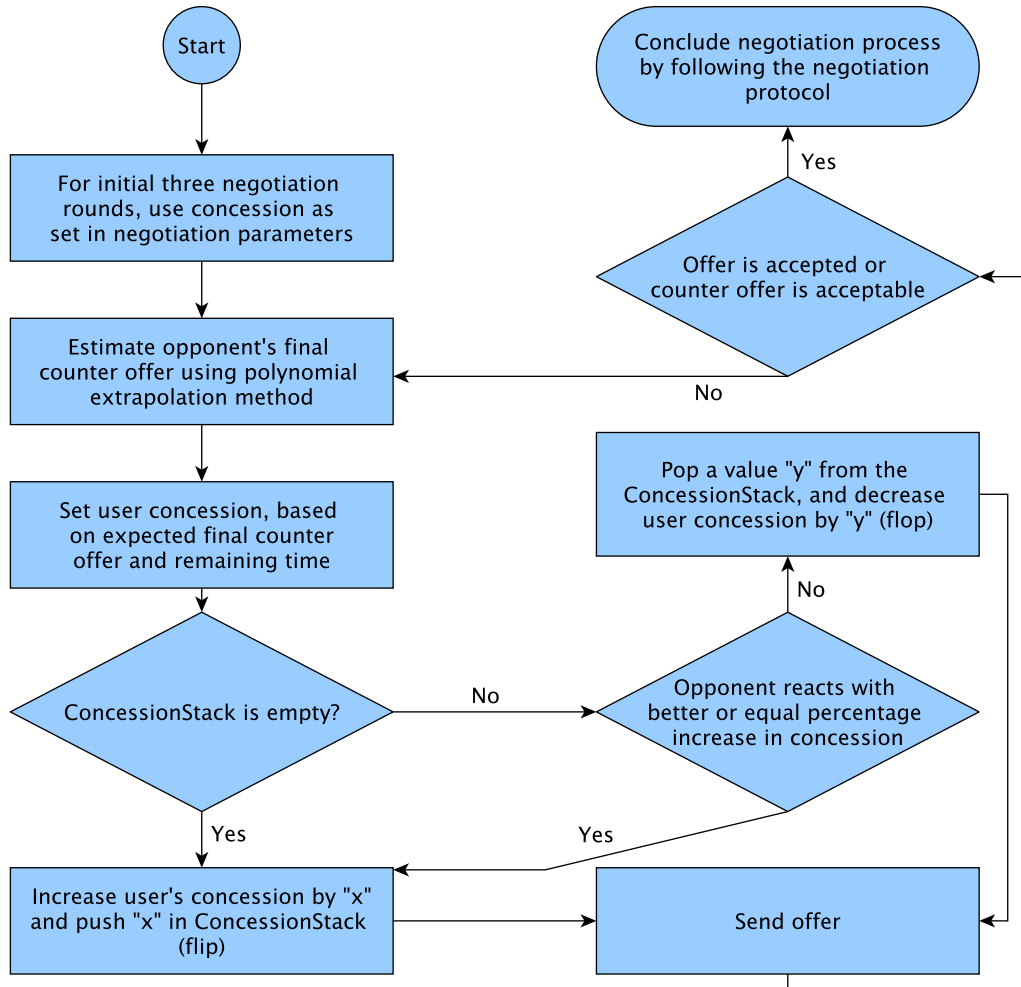 Start
For initial three negotiation
rounds, use concession as
set in negotiation parameters
Estimate opponent's final
counter offer using polynomial
extrapolation method
Set user concession, based
on expected final counter
offer and remaining time
ConcessionStack is empty?
No
Yes
Increase user's concession by "x"
and push "x" in ConcessionStack
(flip)
Opponent reacts with
better or equal percentage
increase in concession
Yes
No
Pop a value "y" from the
ConcessionStack, and decrease
user concession by "y" (flop)
Send offer
Offer is accepted or
counter offer is acceptable
No
Yes
Conclude negotiation process
by following the negotiation
protocol